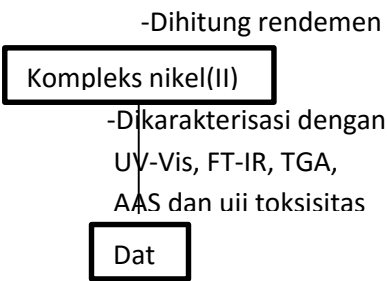 -Dihitung rendemen
Kompleks nikel(II)
-Dikarakterisasi dengan
UV-Vis, FT-IR, TGA,
AAS dan uji toksisitas
Dat